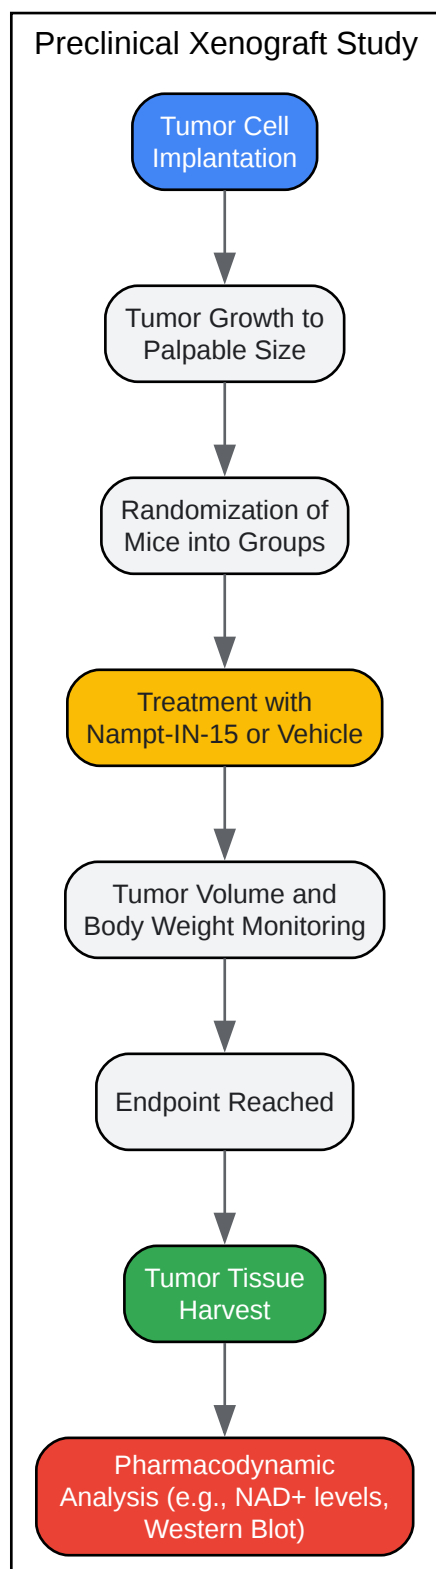 Preclinical Xenograft Study
Tumor Cell
Implantation
Tumor Growth to
Palpable Size
Randomization of
Mice into Groups
Treatment with
Nampt-IN-15 or Vehicle
Tumor Volume and
Body Weight Monitoring
Endpoint Reached
Tumor Tissue
Harvest
Pharmacodynamic
Analysis (e.g., NAD+ levels,
Western Blot)